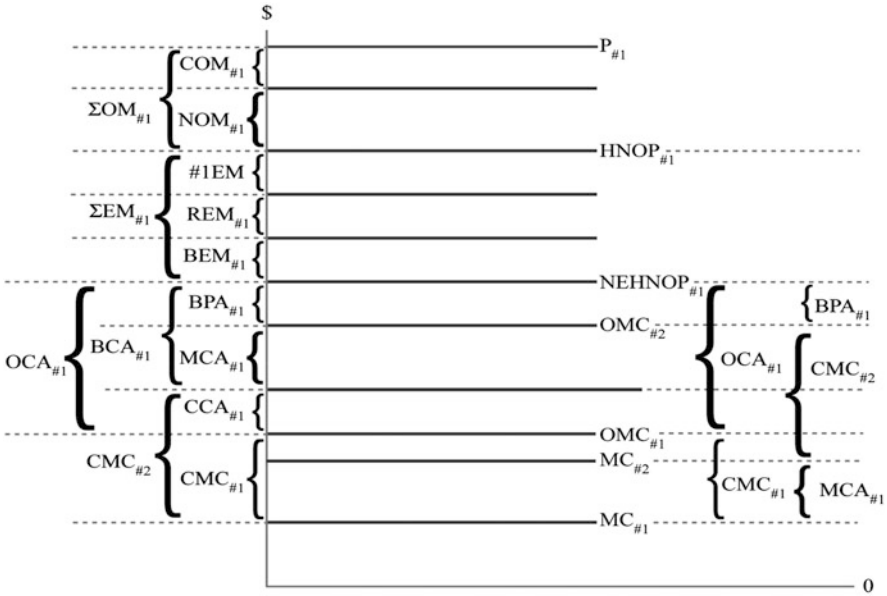 $
P#1
COM#1
ΣOM#1
NOM#1
HNOP#1
#1EM
ΣEM#1
REM#1
BEM#1
NEHNOP#1
BPA#1
BPA#1
OMC#2
OCA#1
BCA#1
MCA#1
OCA#1
CMC#2
CCA#1
OMC#1
CMC#2
MC#2
CMC#1
CMC#1
MCA#1
MC#1
0